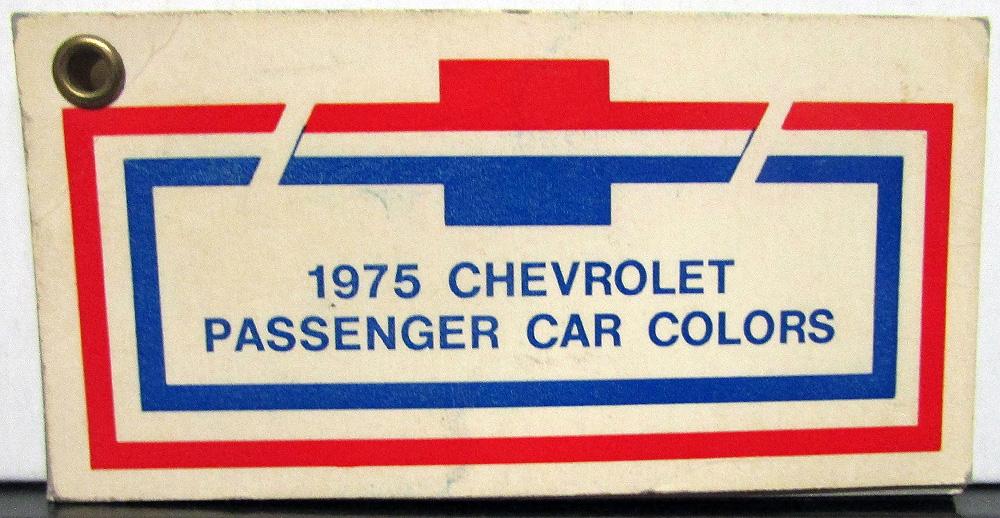 1975 CHEVROLET
PASSENGER CAR COLORS